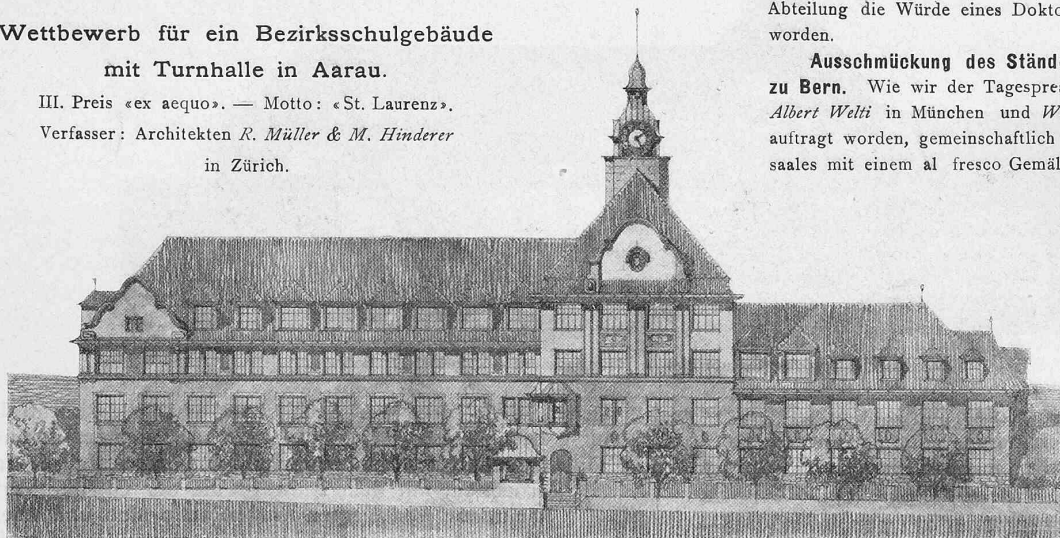 Wettbewerb für ein Bezirksschulgebäude
mit Turnhalle in Aarau.
III. Preis «ex aequo». — Motto: «St. Laurenz».
Verfasser: Architekten R. Müller & M. Hinderer
in Zürich.
Abteilung die Würde eines Dokto
worden.
Ausschmückung des Ständ
zu Bern. Wie wir der Tagespre
Albert Welti in München und W
auftragt worden, gemeinschaftlich
saales mit einem al fresco Gemäl